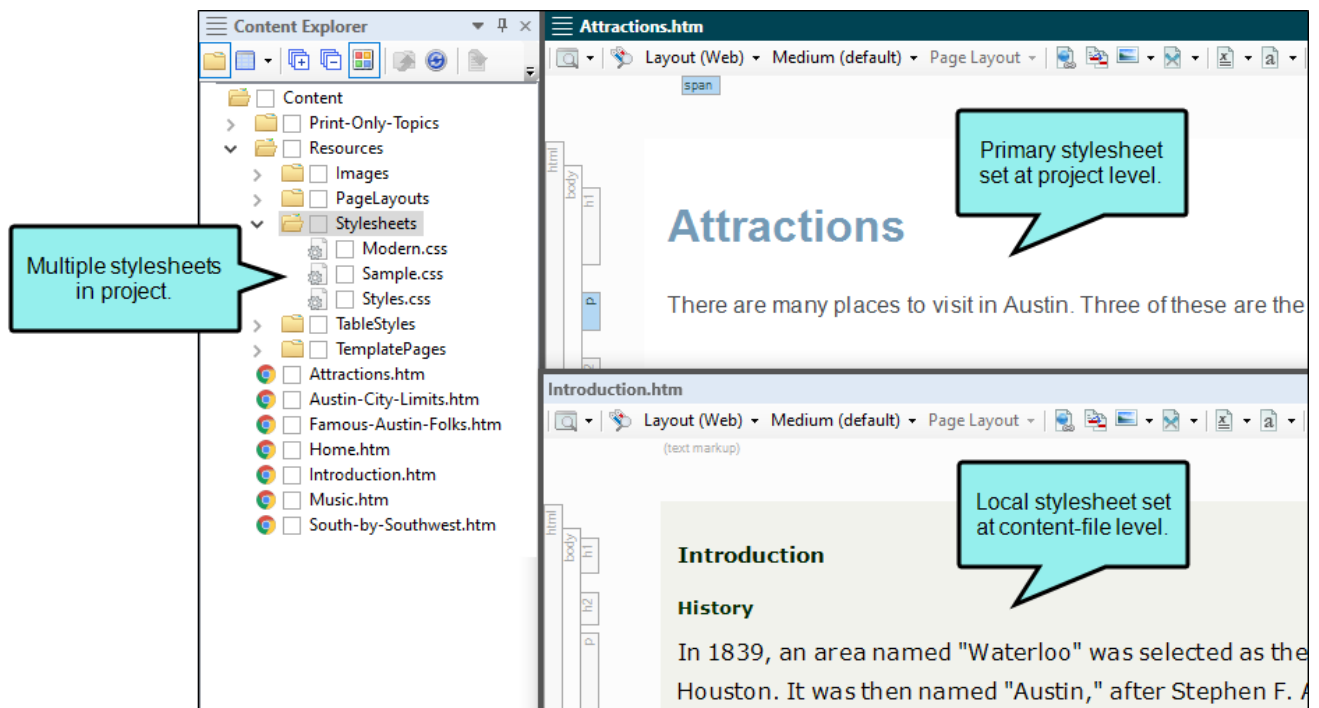 Content Explorer
Content
Print-Only-Topics
Resources
Images
PageLayouts
Stylesheets
Modern.css
Sample.css
Styles.css
TableStyles
TemplatePages
Attractions.htm
Austin-City-Limits.htm
Famous-Austin-Folks.htm
Home.htm
Introduction.htm
Music.htm
South-by-Southwest.htm
Multiple stylesheets
in project.
Attractions.htm
Layout (Web) Medium (default) Page Layout
span
html
body
h1
p
Primary stylesheet
set at project level.
Attractions
There are many places to visit in Austin. Three of these are the
Introduction.htm
Layout (Web) Medium (default) Page Layout
(text markup)
html
body
h1
h2
p
Local stylesheet set
at content-file level.
Introduction
History
In 1839, an area named "Waterloo" was selected as the
Houston. It was then named "Austin," after Stephen F.